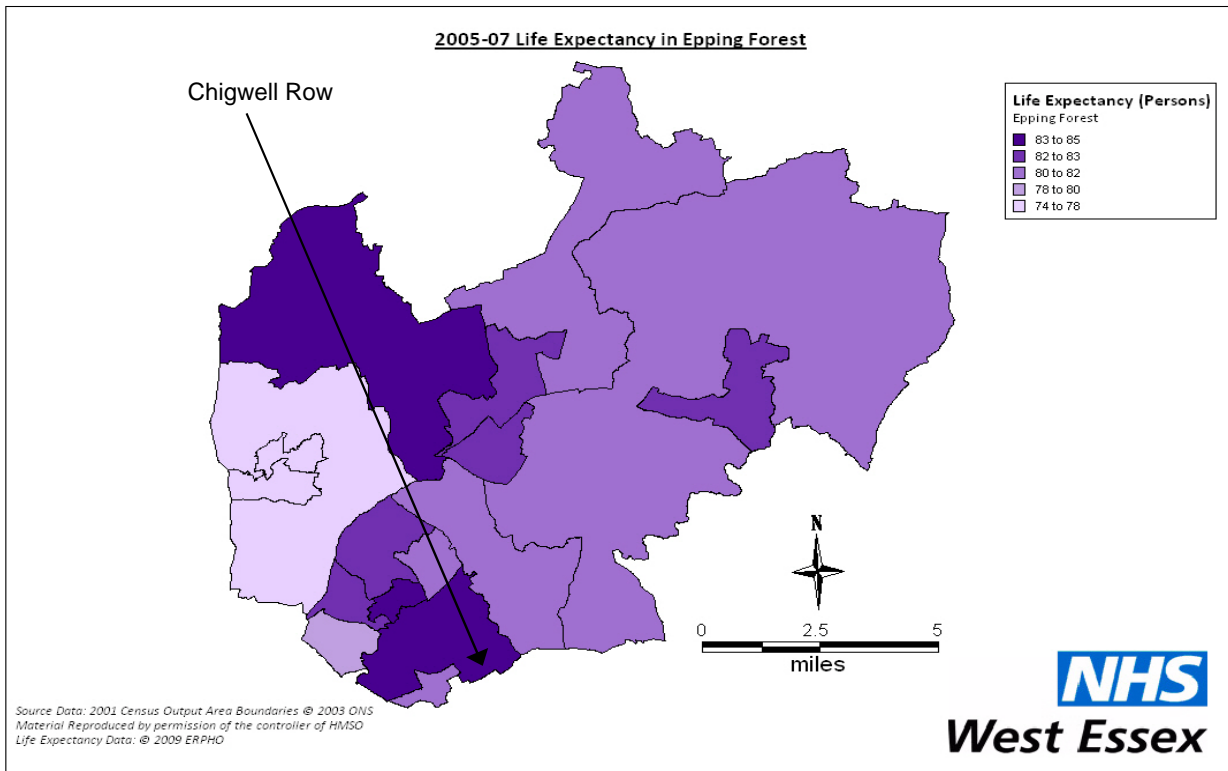 2005-07 Life Expectancy in Epping Forest
Chigwell Row
Life Expectancy (Persons)
Epping Forest
83 to 85
82 to 83
80 to 82
78 to 80
74 to 78
N
0 2.5 5
miles
NHS
West Essex
Source Data: 2001 Census Output Area Boundaries © 2003 ONS
Material Reproduced by permission of the controller of HMSO
Life Expectancy Data: © 2009 ERPHO